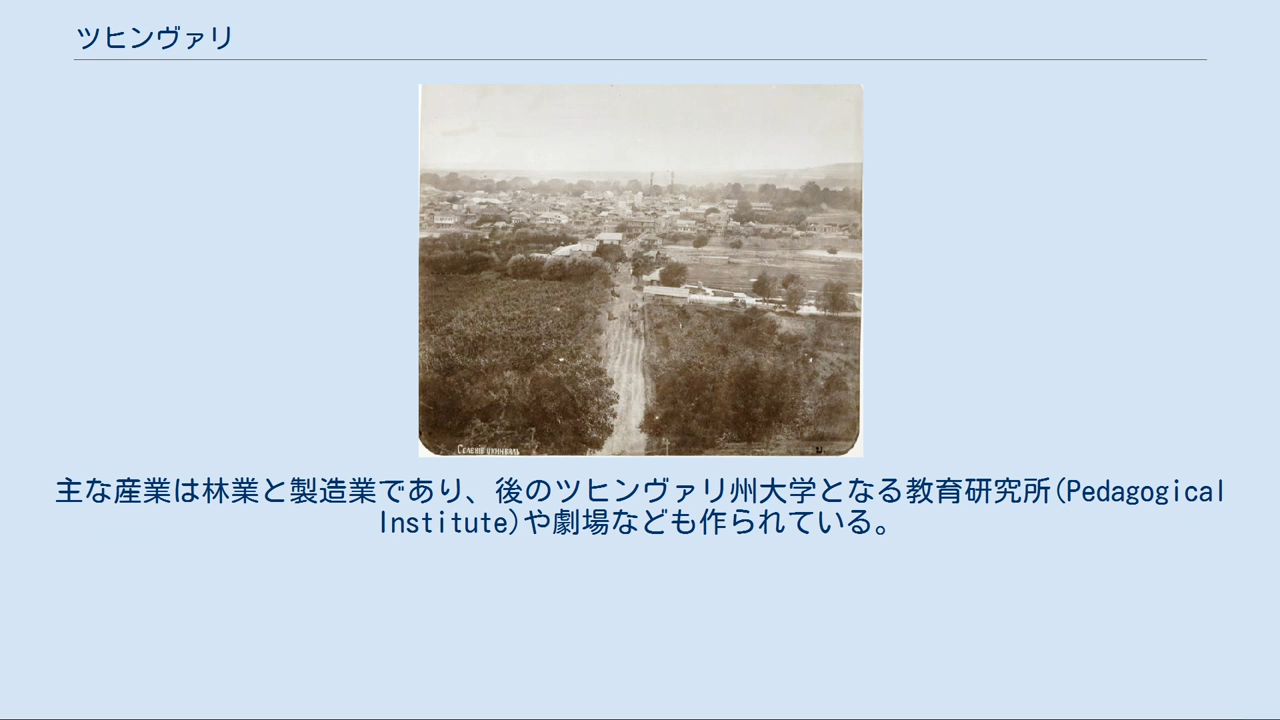 ツヒンヴァリ
Селенiе Цхинвалъ
主な産業は林業と製造業であり、後のツヒンヴァリ州大学となる教育研究所(Pedagogical
Institute)や劇場なども作られている。